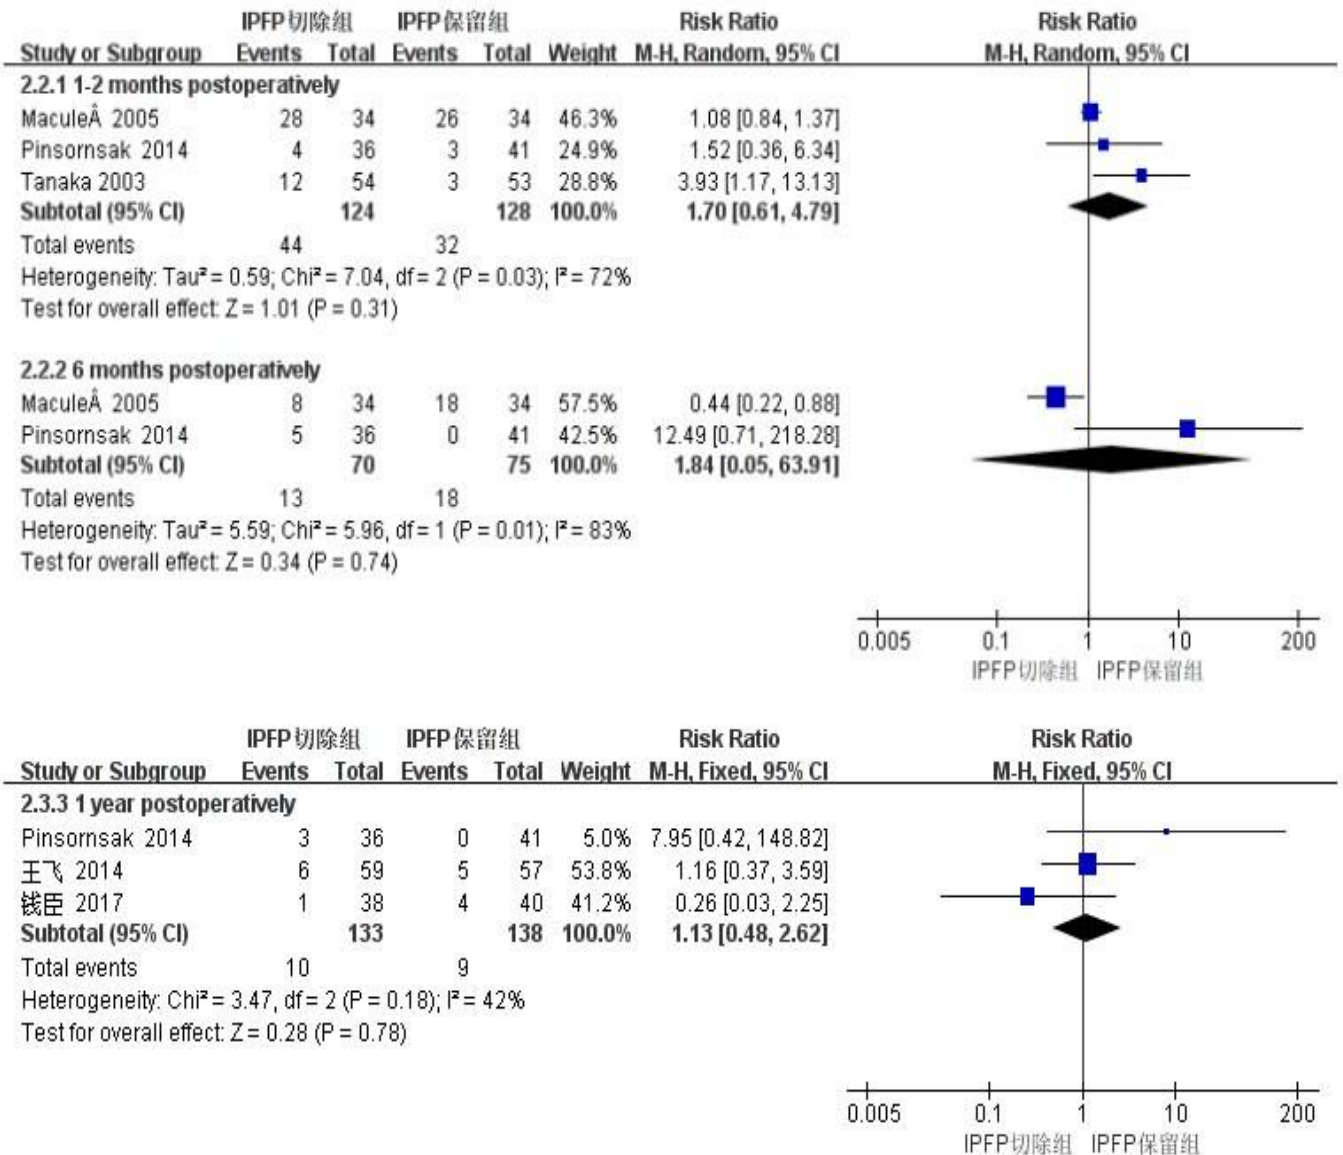 IPFP切除组 IPFP保留组 Risk Ratio Risk Ratio
Study or Subgroup Events Total Events Total Weight M-H, Random, 95% CI M-H, Random, 95% CI
2.2.1 1-2 months postoperatively
MaculeÅ 2005 28 34 26 34 46.3% 1.08 [0.84, 1.37]
Pinsornsak 2014 4 36 3 41 24.9% 1.52 [0.36, 6.34]
Tanaka 2003 12 54 3 53 28.8% 3.93 [1.17, 13.13]
Subtotal (95% CI) 124 128 100.0% 1.70 [0.61, 4.79]
Total events 44 32
Heterogeneity: Tau² = 0.59; Chi² = 7.04, df = 2 (P = 0.03); I² = 72%
Test for overall effect: Z = 1.01 (P = 0.31)
2.2.2 6 months postoperatively
MaculeÅ 2005 8 34 18 34 57.5% 0.44 [0.22, 0.88]
Pinsornsak 2014 5 36 0 41 42.5% 12.49 [0.71, 218.28]
Subtotal (95% CI) 70 75 100.0% 1.84 [0.05, 63.91]
Total events 13 18
Heterogeneity: Tau² = 5.59; Chi² = 5.96, df = 1 (P = 0.01); I² = 83%
Test for overall effect: Z = 0.34 (P = 0.74)
0.005 0.1 1 10 200
IPFP切除组 IPFP保留组
IPFP切除组 IPFP保留组 Risk Ratio Risk Ratio
Study or Subgroup Events Total Events Total Weight M-H, Fixed, 95% CI M-H, Fixed, 95% CI
2.3.3 1 year postoperatively
Pinsornsak 2014 3 36 0 41 5.0% 7.95 [0.42, 148.82]
王飞 2014 6 59 5 57 53.8% 1.16 [0.37, 3.59]
钱臣 2017 1 38 4 40 41.2% 0.26 [0.03, 2.25]
Subtotal (95% CI) 133 138 100.0% 1.13 [0.48, 2.62]
Total events 10 9
Heterogeneity: Chi² = 3.47, df = 2 (P = 0.18); I² = 42%
Test for overall effect: Z = 0.28 (P = 0.78)
0.005 0.1 1 10 200
IPFP切除组 IPFP保留组